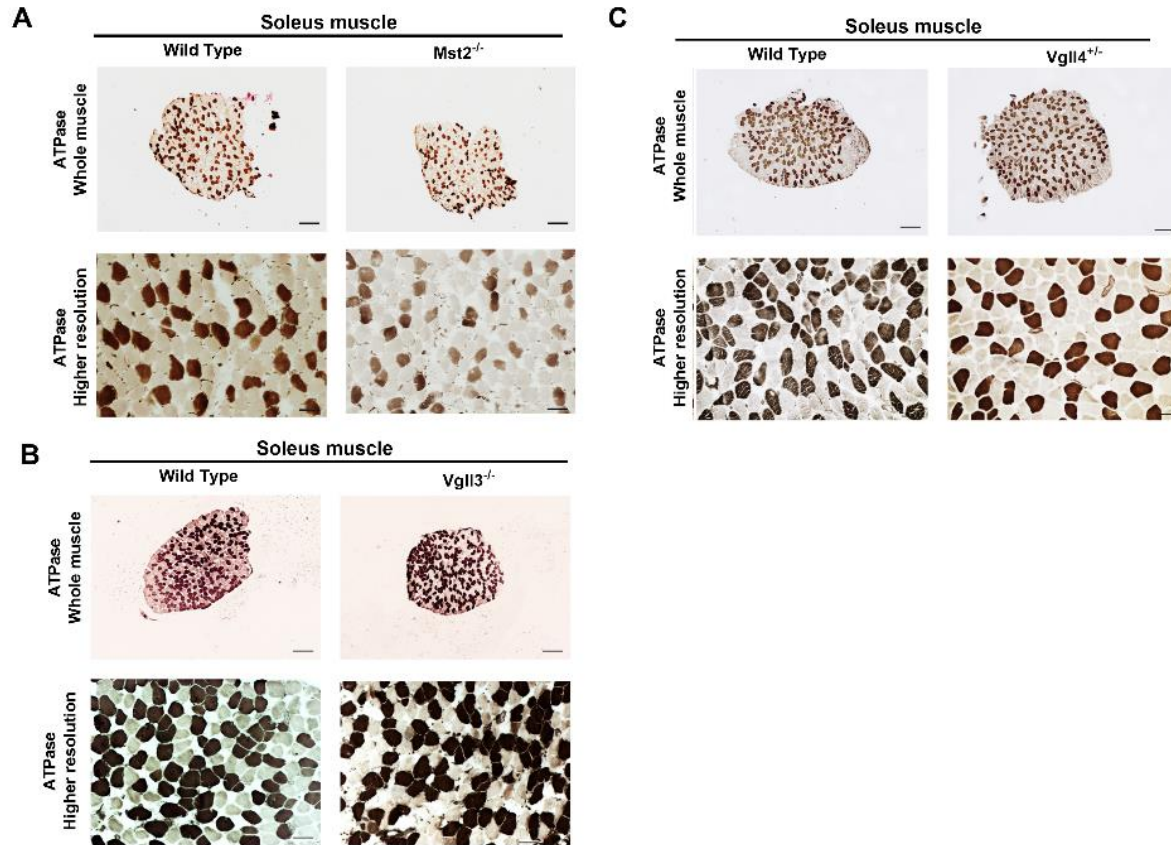 A
Soleus muscle
Wild Type
Mst2-/-
ATPase
Whole muscle
ATPase
Higher resolution
B
Soleus muscle
Wild Type
Vgll3-/-
ATPase
Whole muscle
ATPase
Higher resolution
C
Soleus muscle
Wild Type
Vgll4+/-
ATPase
Whole muscle
ATPase
Higher resolution